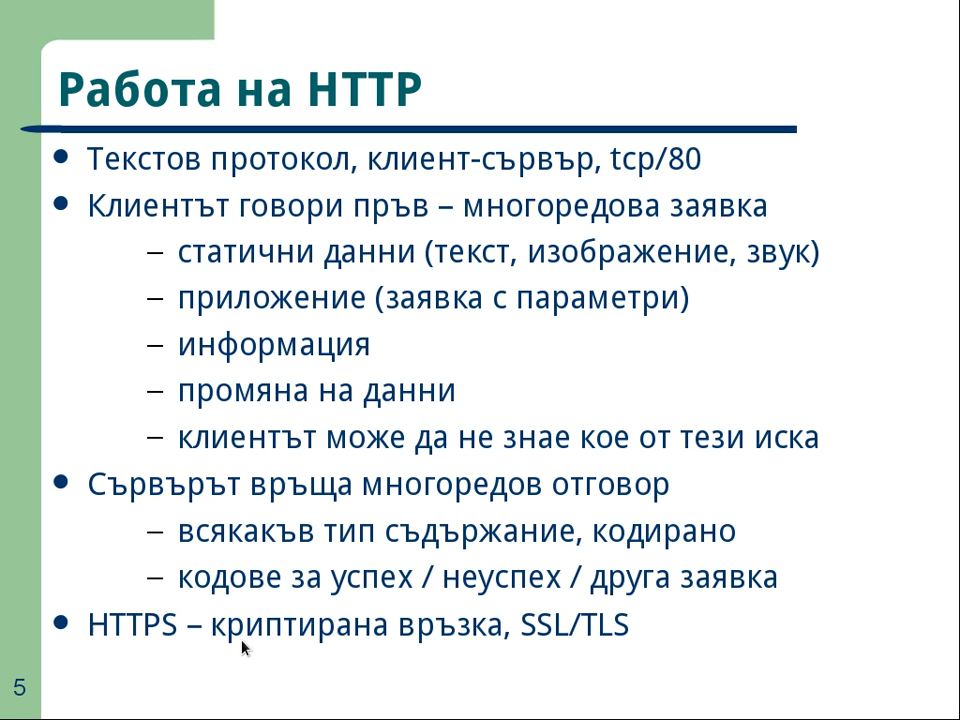 Работа на HTTP
• Текстов протокол, клиент-сървър, tcp/80
• Клиентът говори пръв – многоредова заявка
– статични данни (текст, изображение, звук)
– приложение (заявка с параметри)
– информация
– промяна на данни
– клиентът може да не знае кое от тези иска
• Сървърът връща многоредов отговор
– всякакъв тип съдържание, кодирано
– кодове за успех / неуспех / друга заявка
• HTTPS – криптирана връзка, SSL/TLS
5